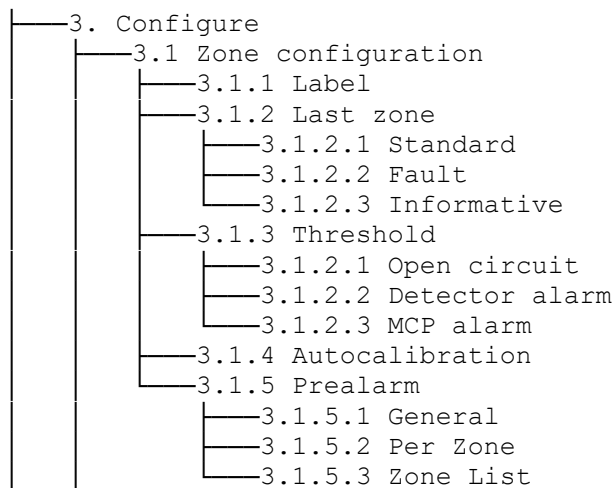 3. Configure
3.1 Zone configuration
3.1.1 Label
3.1.2 Last zone
3.1.2.1 Standard
3.1.2.2 Fault
3.1.2.3 Informative
3.1.3 Threshold
3.1.2.1 Open circuit
3.1.2.2 Detector alarm
3.1.2.3 MCP alarm
3.1.4 Autocalibration
3.1.5 Prealarm
3.1.5.1 General
3.1.5.2 Per Zone
3.1.5.3 Zone List